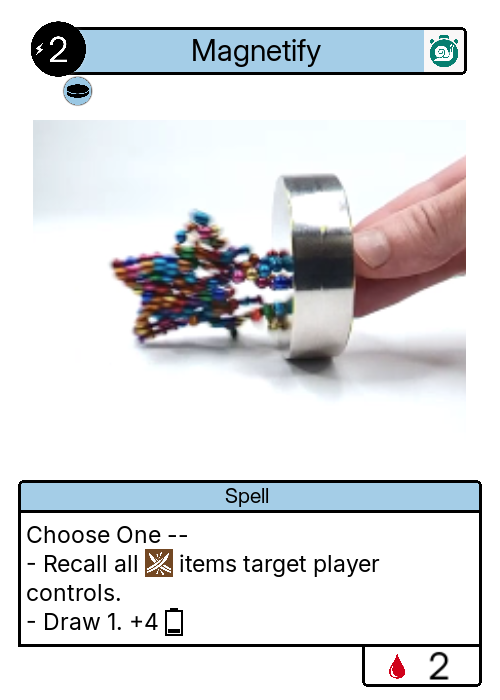 2
Magnetify
Spell
Choose One --
- Recall all items target player
controls.
- Draw 1. +4
2